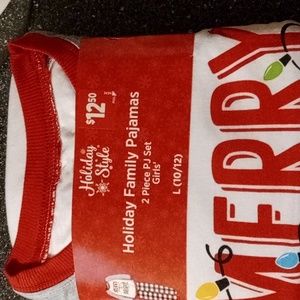 $12.50
Holiday
Style
Holiday Family Pajamas
2 Piece PJ Set
Girls'
L (10/12)
MERRY